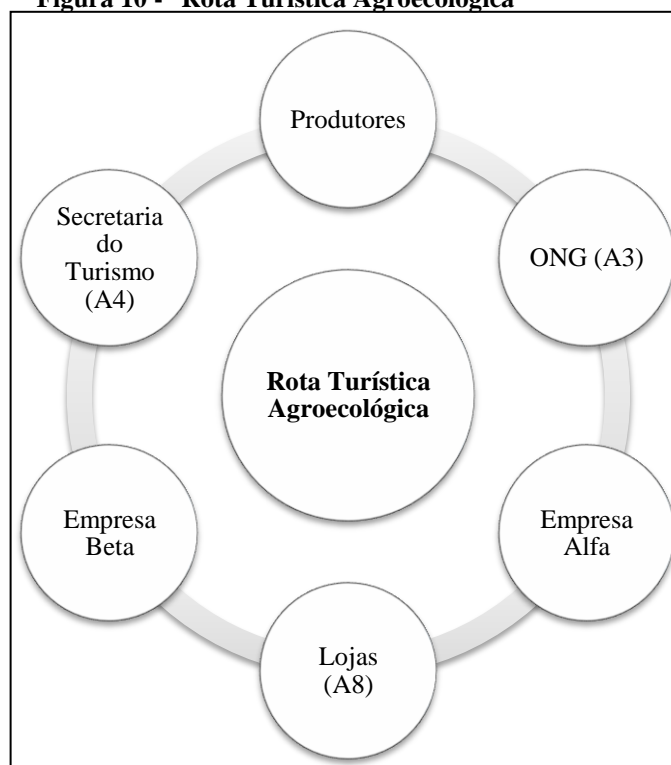 Figura 10 - Rota Turística Agroecológica
Produtores
Secretaria
do
Turismo
(A4)
ONG (A3)
Rota Turística
Agroecológica
Empresa
Beta
Empresa
Alfa
Lojas
(A8)